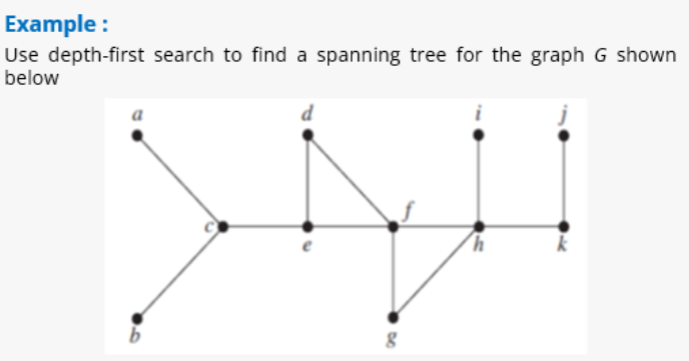 Example :
Use depth-first search to find a spanning tree for the graph G shown
below
a d i j
c f
e h k
b g